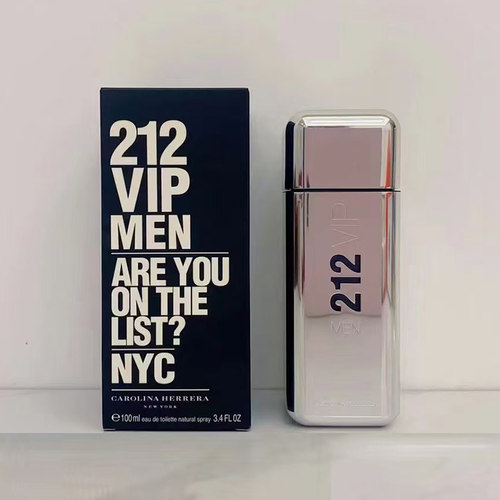 212
VIP
MEN
ARE YOU
ON THE
LIST?
NYC
CAROLINA HERRERA
NEW YORK
℮100ml eau de toilette natural spray 3.4 FL OZ
MEN 212 VIP